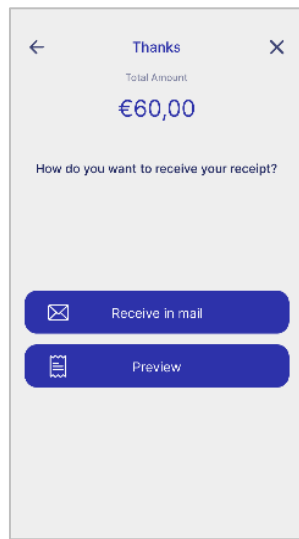 Thanks
Total Amount
€60,00
How do you want to receive your receipt?
Receive in mail
Preview